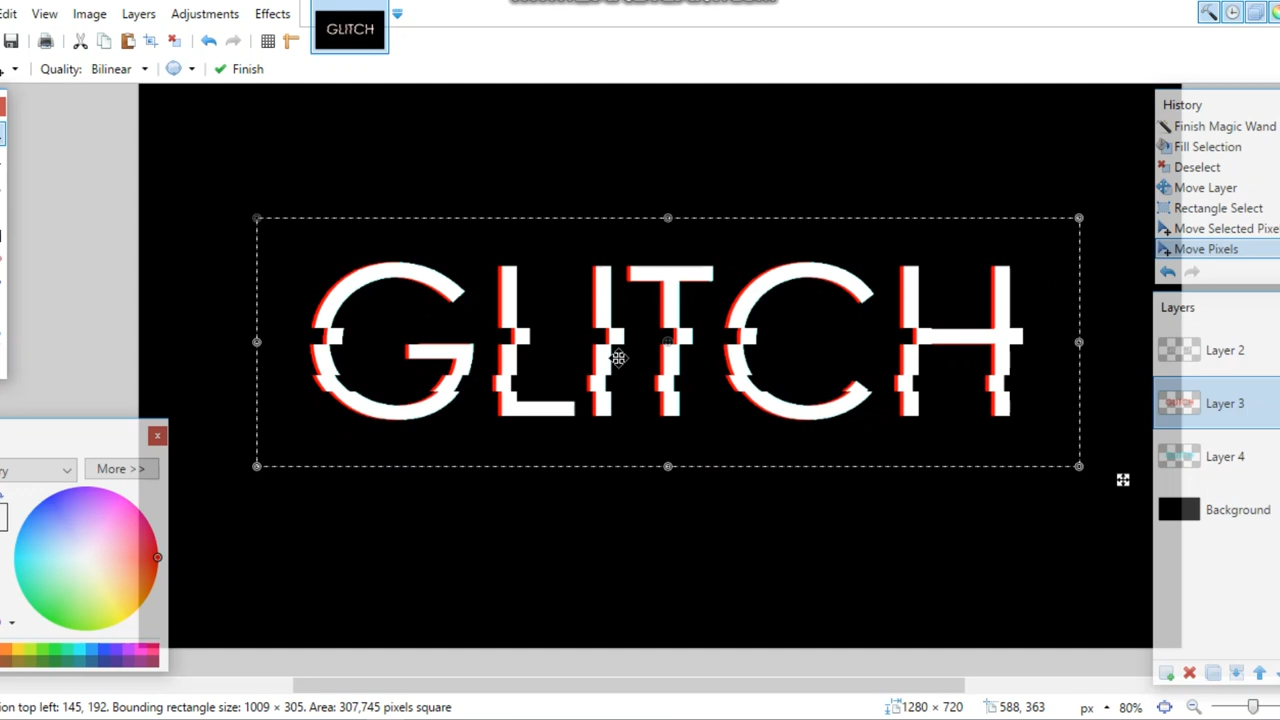 Edit View Image Layers Adjustments Effects
GLITCH
Quality: Bilinear Finish
History
Finish Magic Wand
Fill Selection
Deselect
Move Layer
Rectangle Select
Move Selected Pixe
Move Pixels
GLITCH
Layers
Layer 2
Layer 3
Layer 4
Background
More >>
ion top left: 145, 192. Bounding rectangle size: 1009 × 305. Area: 307,745 pixels square
1280 × 720
588, 363
px
80%